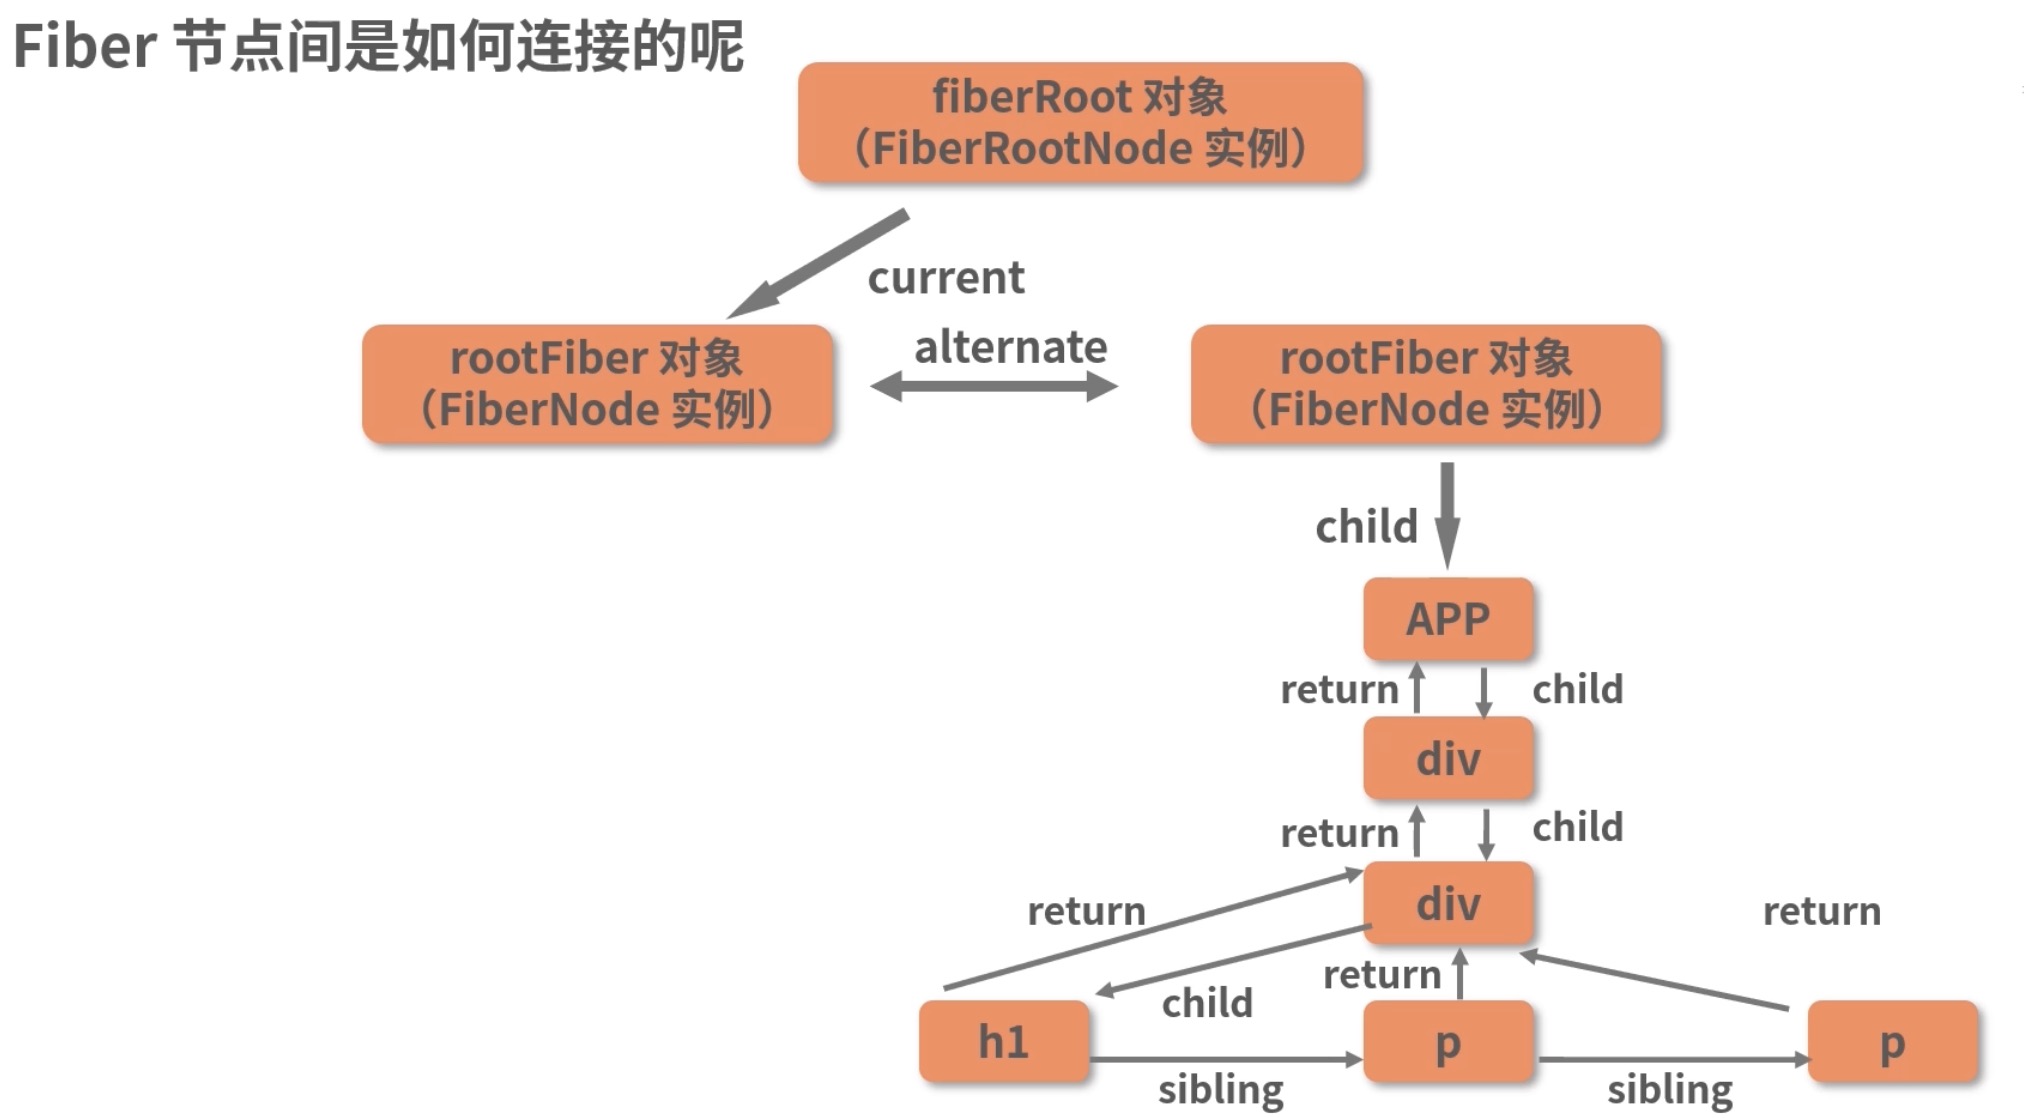 Fiber 节点间是如何连接的呢
fiberRoot 对象
（FiberRootNode 实例）
current
alternate
rootFiber 对象
（FiberNode 实例）
rootFiber 对象
（FiberNode 实例）
child
APP
return
child
div
return
child
div
return
return
return
child
h1
p
p
sibling
sibling